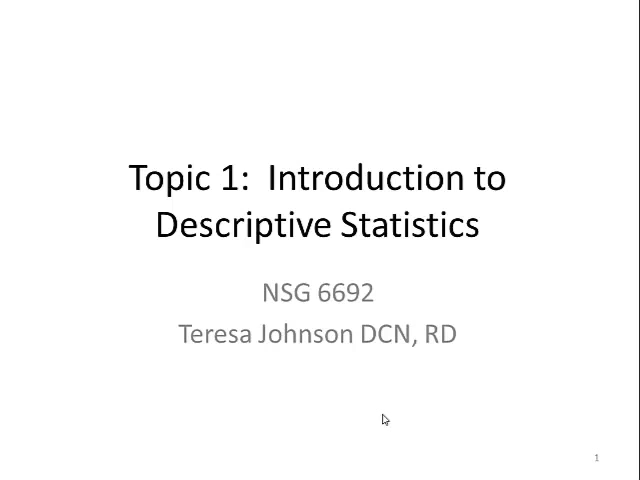 Topic 1:  Introduction to
Descriptive Statistics
NSG 6692
Teresa Johnson DCN, RD
1